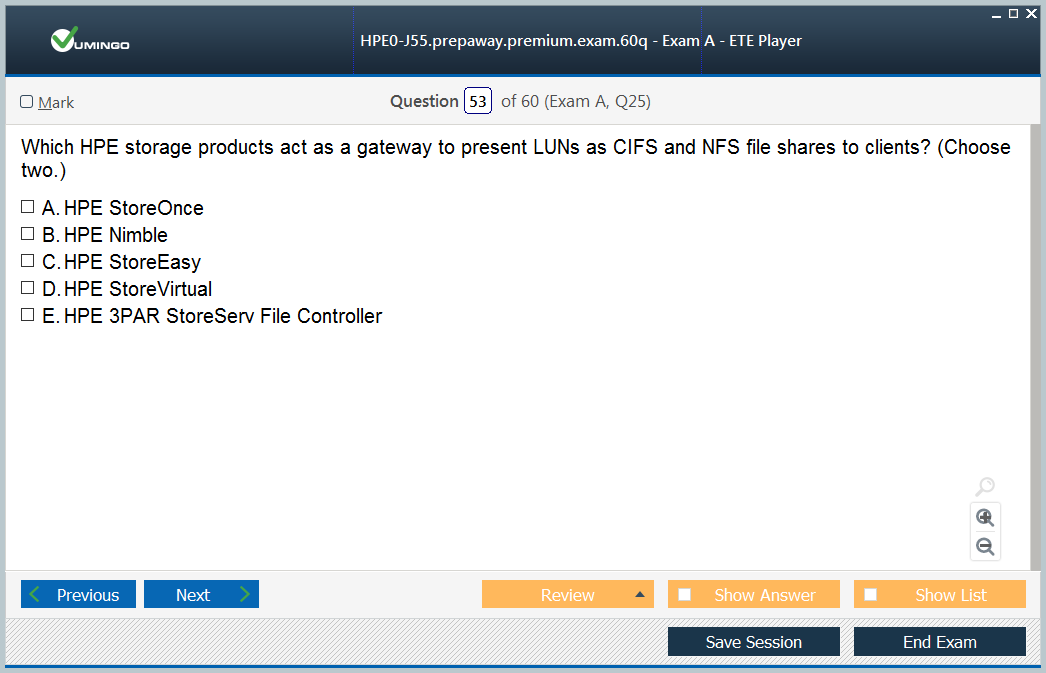 VUMINGO
HPE0-J55.prepaway.premium.exam.60q - Exam A - ETE Player
Mark
Question 53 of 60 (Exam A, Q25)
Which HPE storage products act as a gateway to present LUNs as CIFS and NFS file shares to clients? (Choose
two.)
A. HPE StoreOnce
B. HPE Nimble
C. HPE StoreEasy
D. HPE StoreVirtual
E. HPE 3PAR StoreServ File Controller
Previous
Next
Review
Show Answer
Show List
Save Session
End Exam